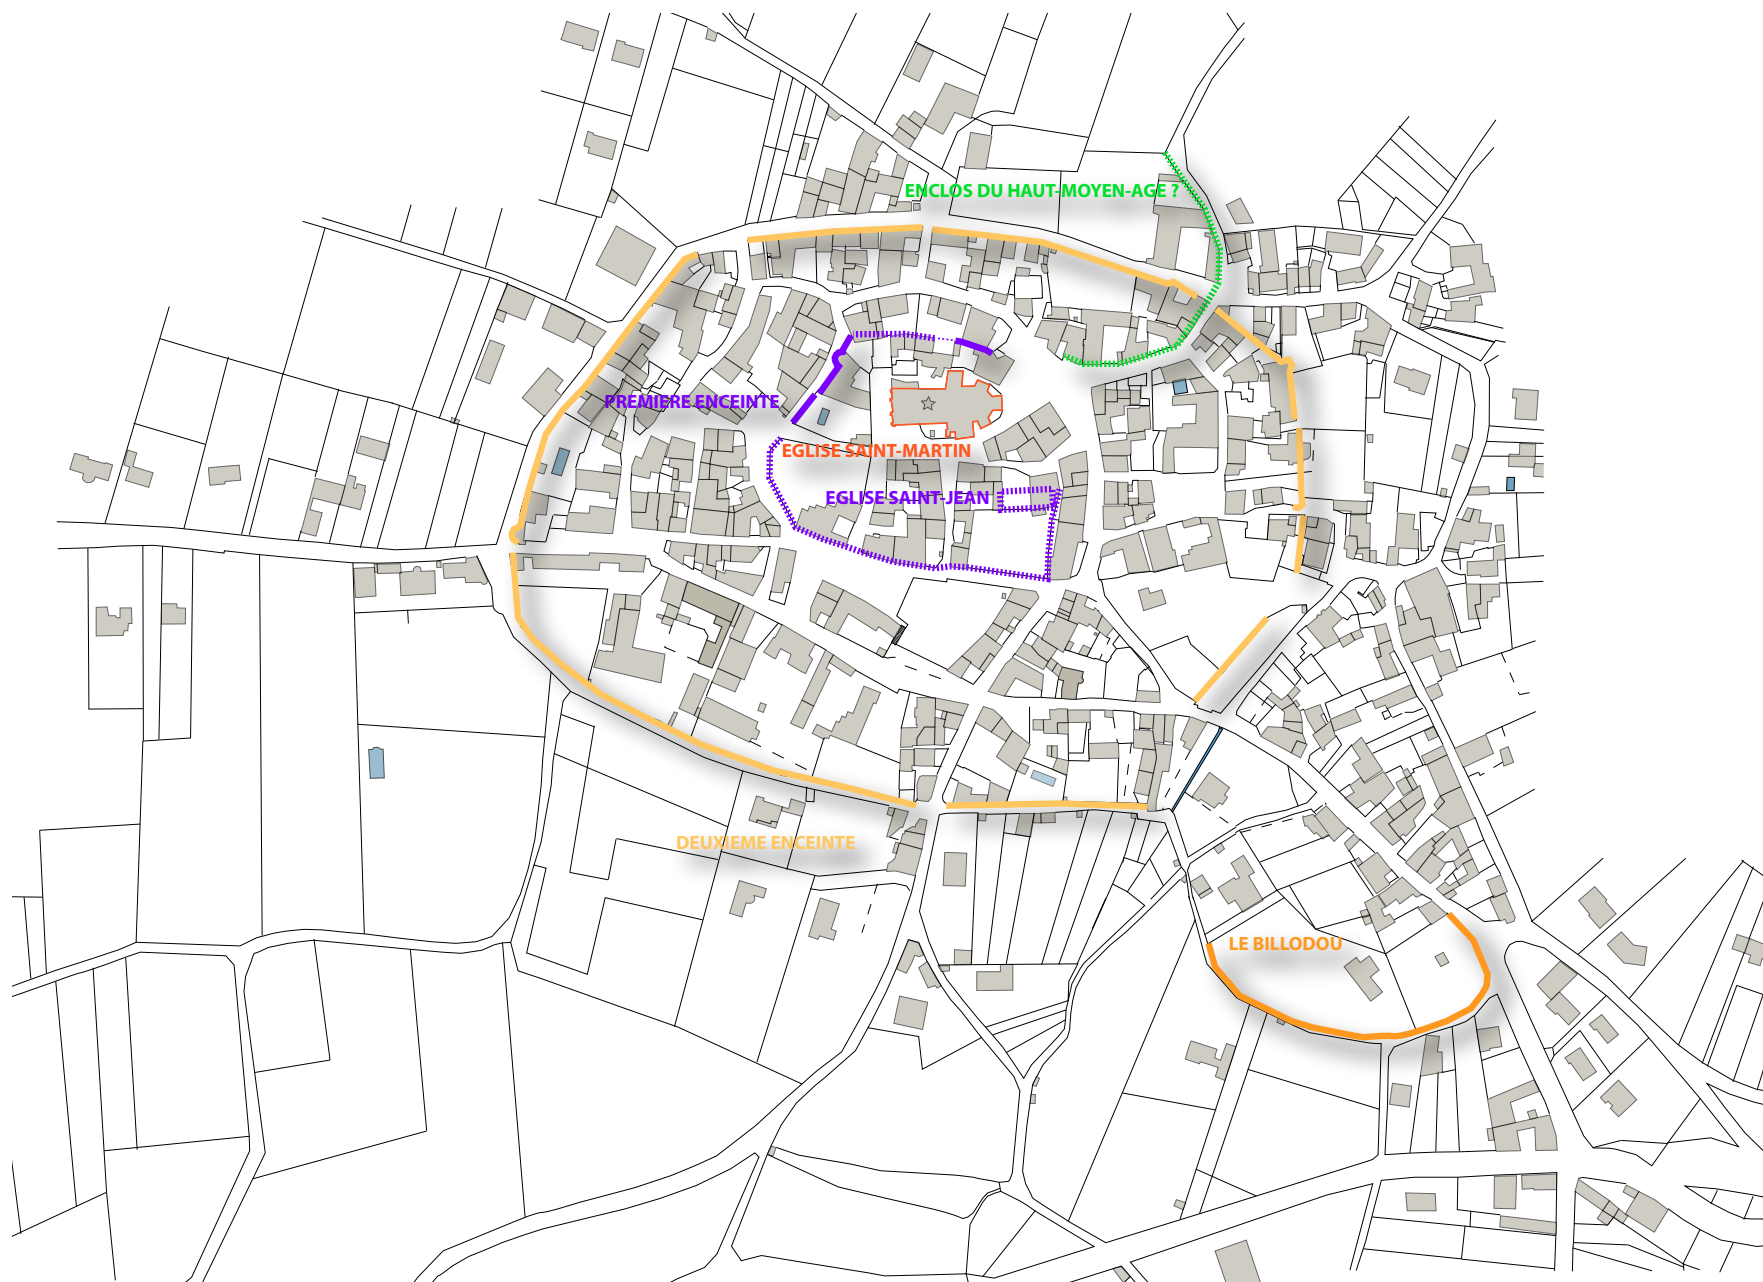 ENCLOS DU HAUT-MOYEN-AGE ?
PREMIERE ENCEINTE
EGLISE SAINT-MARTIN
EGLISE SAINT-JEAN
DEUXIEME ENCEINTE
LE BILLODOU